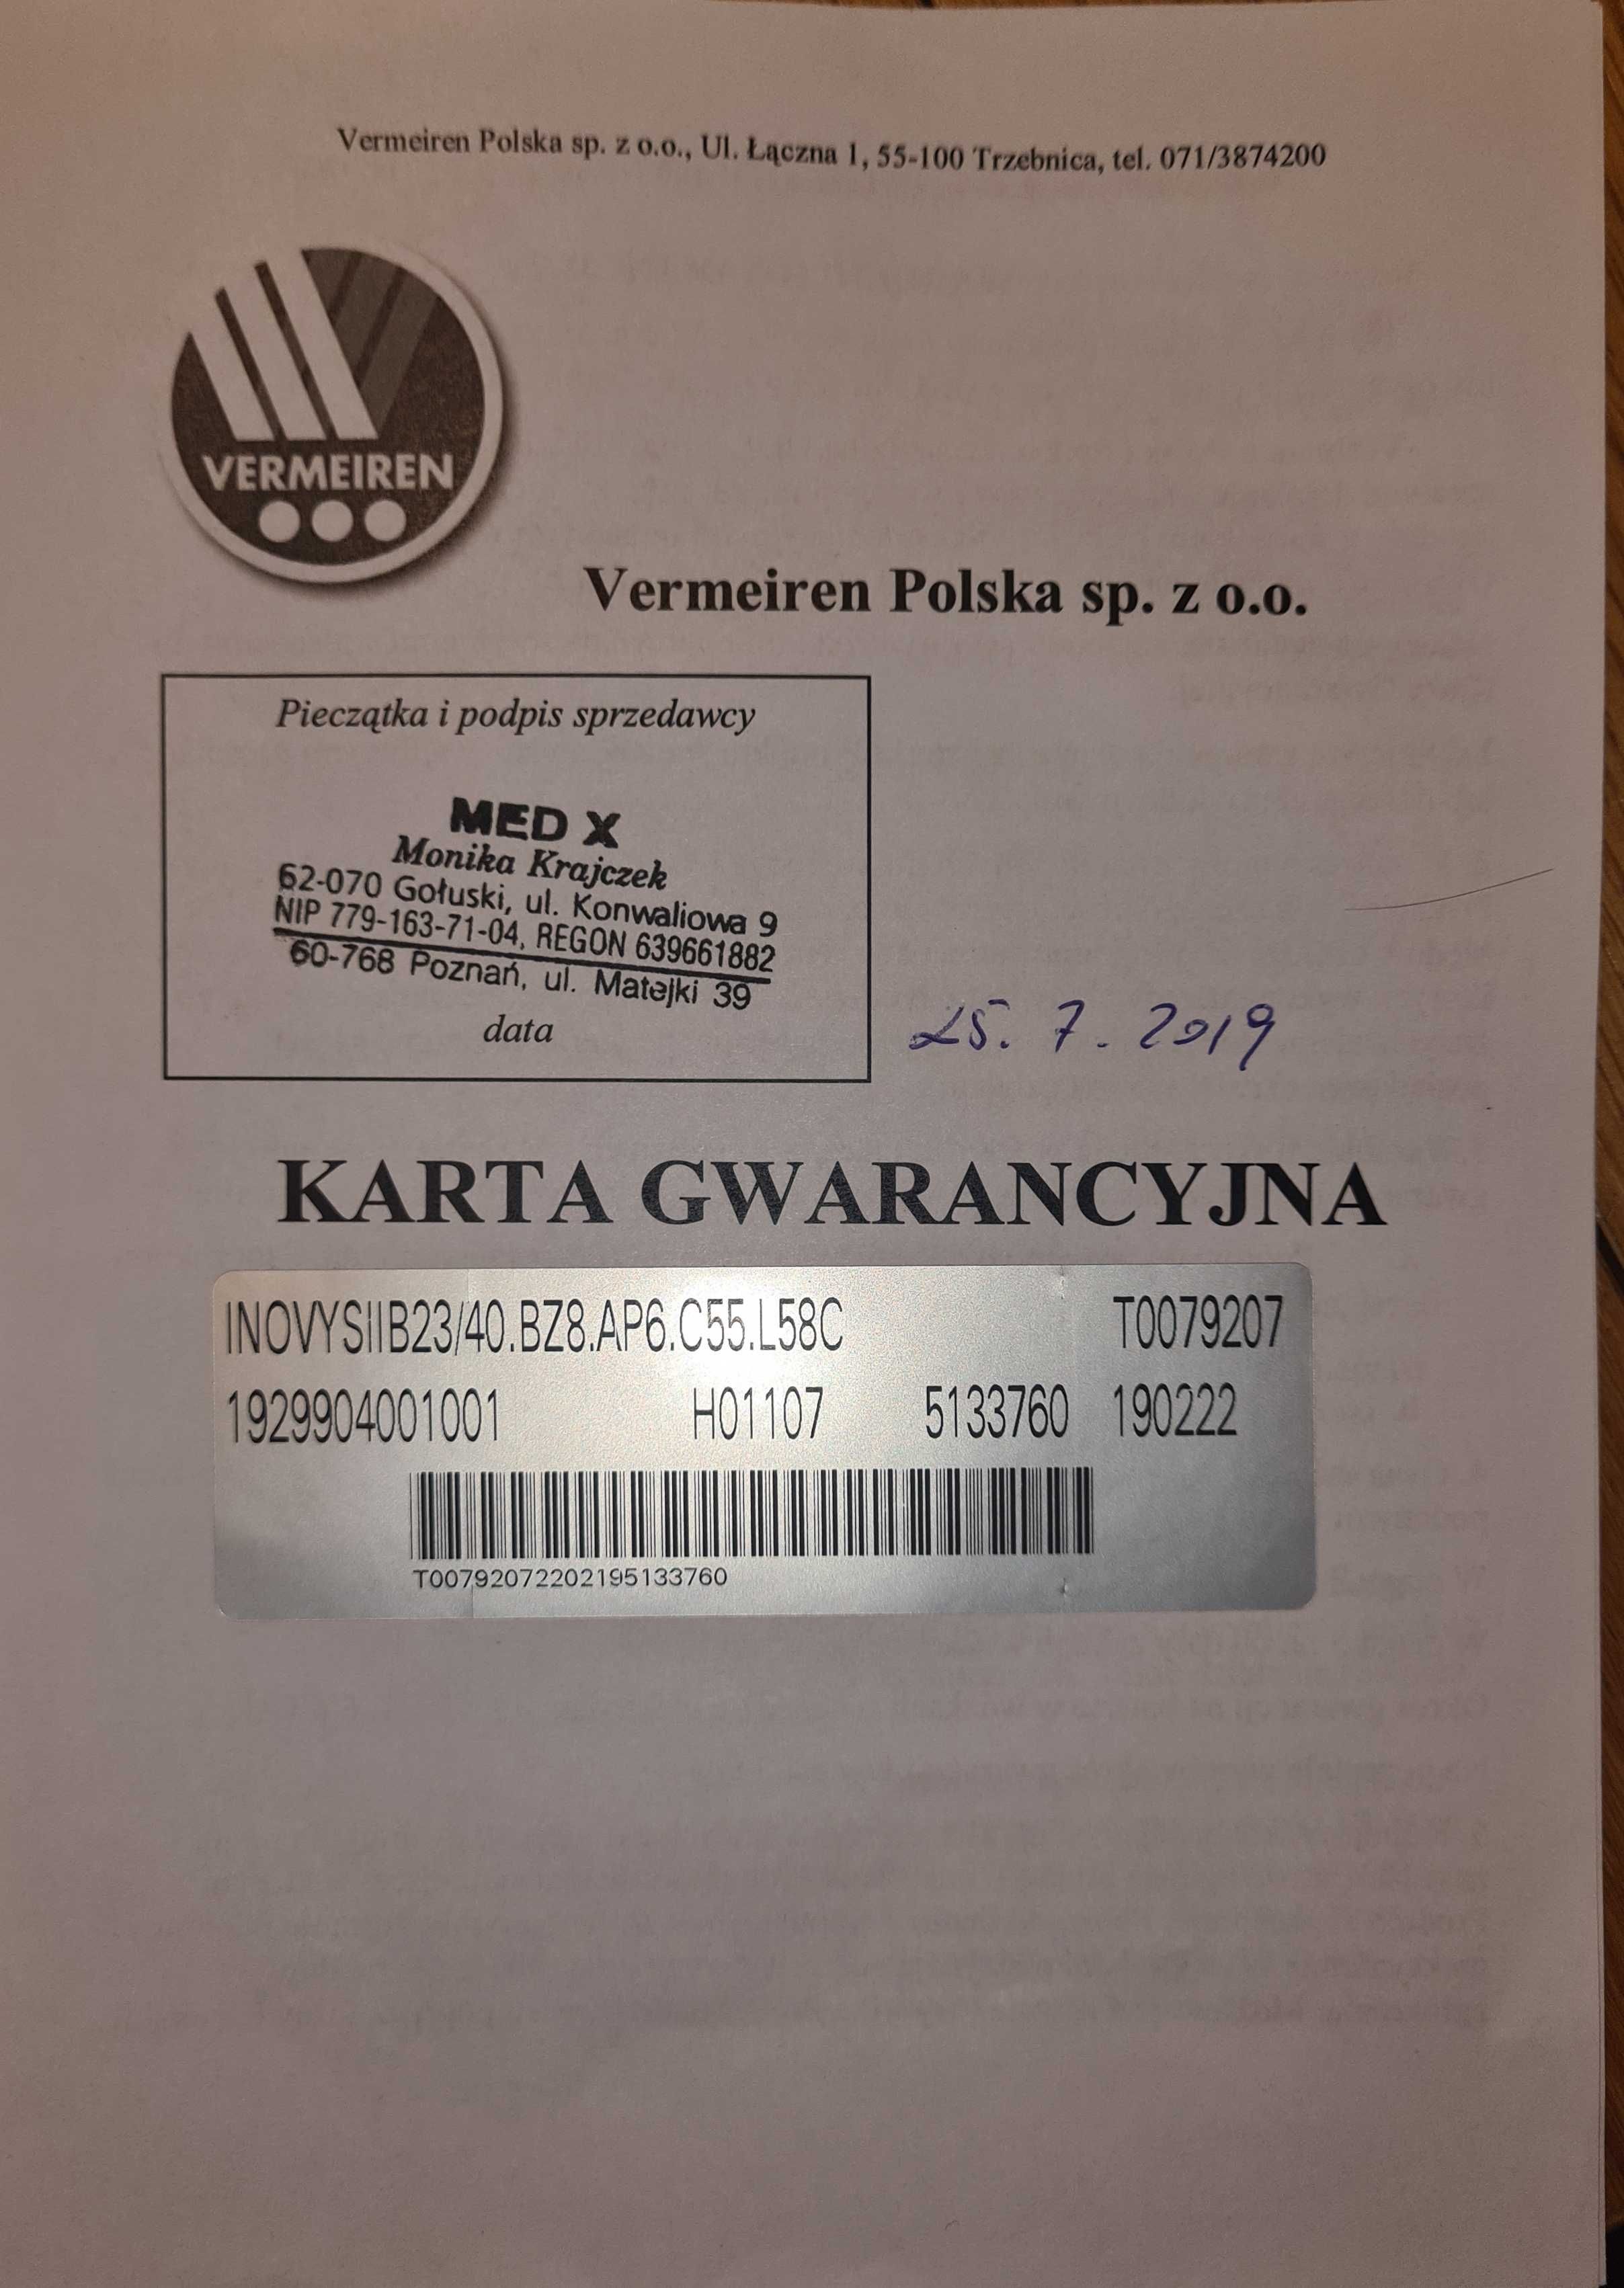 Vermeiren Polska sp. z o.o., Ul. Łączna 1, 55-100 Trzebnica, tel. 071/3874200
VERMEIREN
Vermeiren Polska sp. z o.o.
Pieczątka i podpis sprzedawcy
MED X
Monika Krajczek
62-070 Gołuski, ul. Konwaliowa 9
NIP 779-163-71-04, REGON 639661882
60-768 Poznań, ul. Matejki 39
data
25. 7. 2019
KARTA GWARANCYJNA
INOVYSIIB23/40.BZ8.AP6.C55.L58C T0079207
1929904001001 H01107 5133760 190222
T00792072202195133760